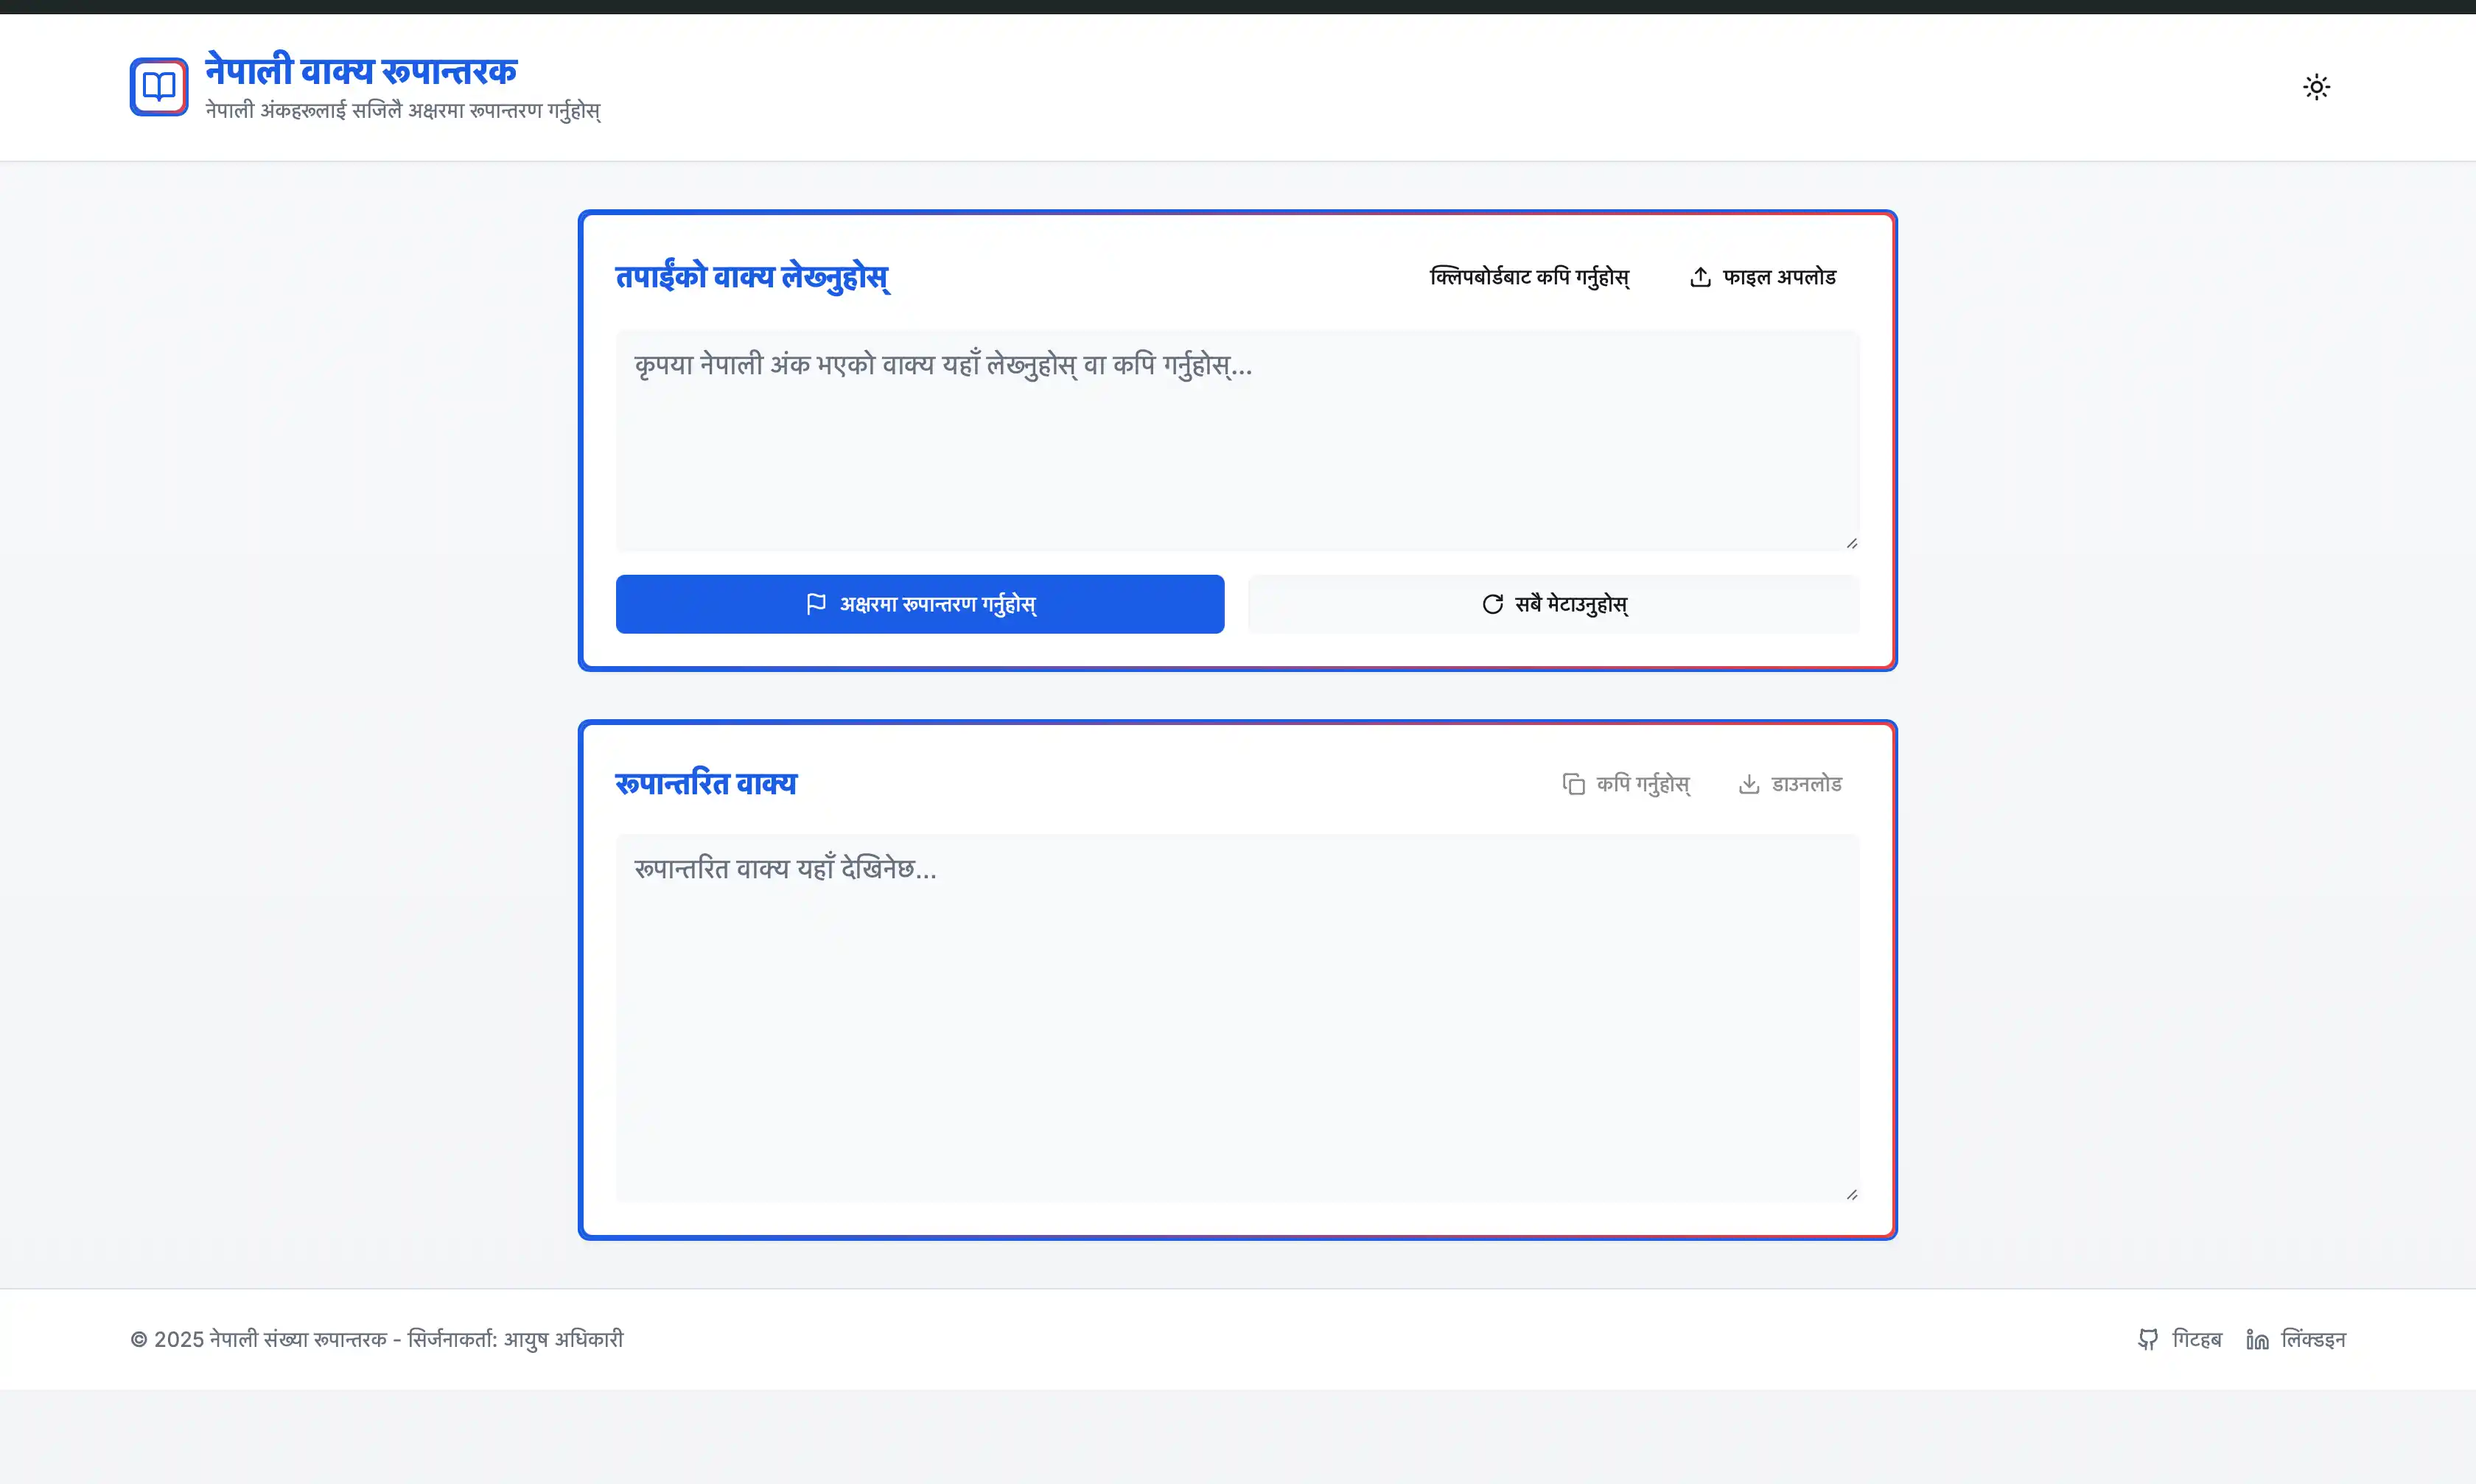 नेपाली वाक्य रूपान्तरक
नेपाली अंकहरूलाई सजिलै अक्षरमा रूपान्तरण गर्नुहोस्
तपाईंको वाक्य लेख्नुहोस्
क्लिपबोर्डबाट कपि गर्नुहोस्
फाइल अपलोड
कृपया नेपाली अंक भएको वाक्य यहाँ लेख्नुहोस् वा कपि गर्नुहोस्...
अक्षरमा रूपान्तरण गर्नुहोस्
सबै मेटाउनुहोस्
रूपान्तरित वाक्य
कपि गर्नुहोस्
डाउनलोड
रूपान्तरित वाक्य यहाँ देखिनेछ...
© 2025 नेपाली संख्या रूपान्तरक - सिर्जनाकर्ता: आयुष अधिकारी
गिटहब
लिंक्डइन